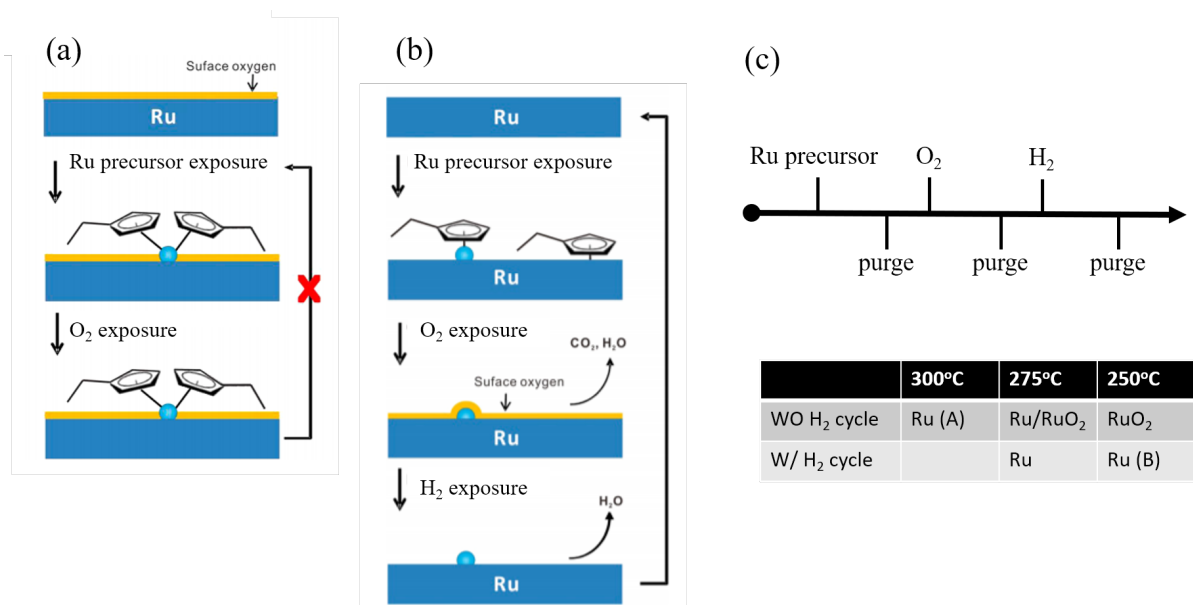 (a)
Suface oxygen
Ru
Ru precursor exposure
X
O₂ exposure
(b)
Ru
Ru precursor exposure
Ru
O₂ exposure
CO₂, H₂O
Suface oxygen
Ru
H₂ exposure
H₂O
Ru
(c)
Ru precursor O₂ H₂
purge purge purge
300°C 275°C 250°C
WO H₂ cycle Ru (A) Ru/RuO₂ RuO₂
W/ H₂ cycle Ru Ru (B)